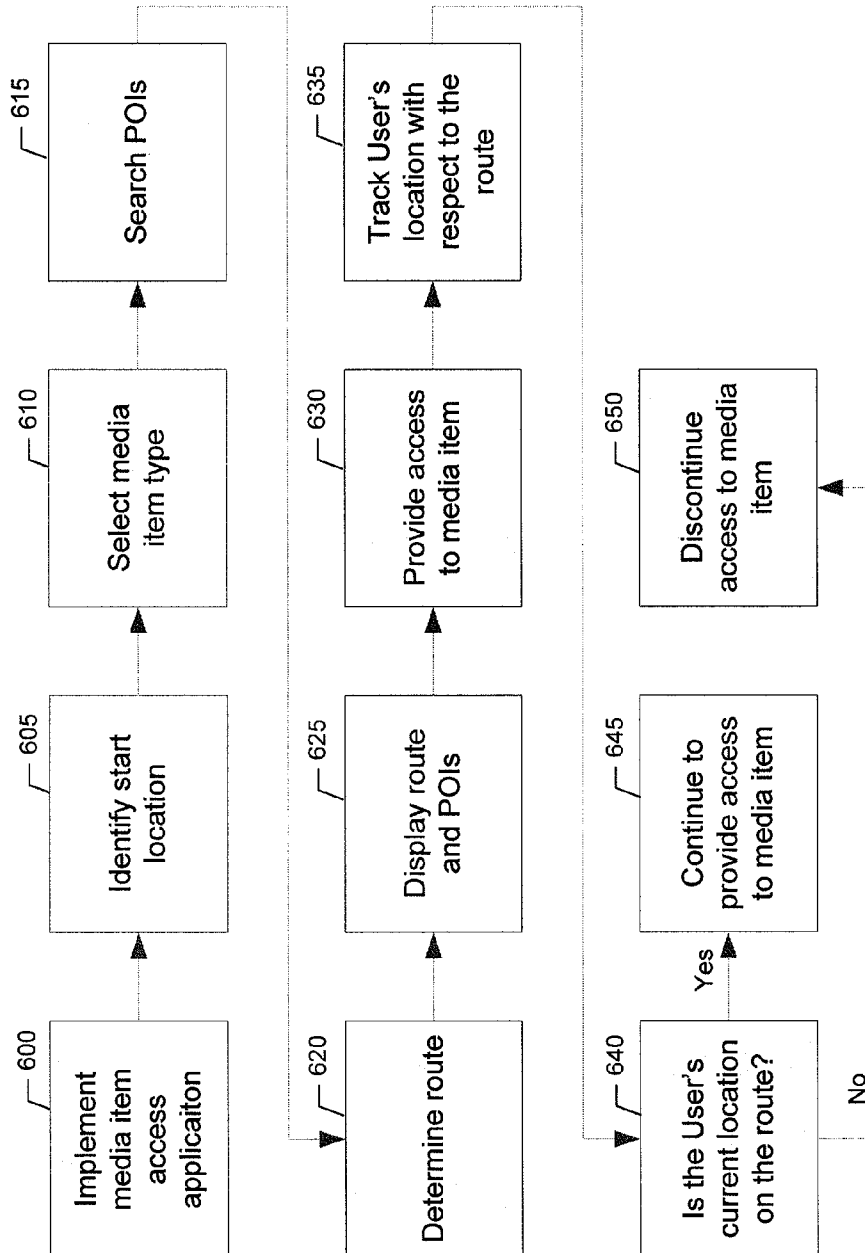 600
Implement
media item
access
applicaiton
605
Identify start
location
610
Select media
item type
615
Search POIs
620
Determine route
625
Display route
and POIs
630
Provide access
to media item
635
Track User's
location with
respect to the
route
640
Is the User's
current location
on the route?
Yes
No
645
Continue to
provide access
to media item
650
Discontinue
access to media
item